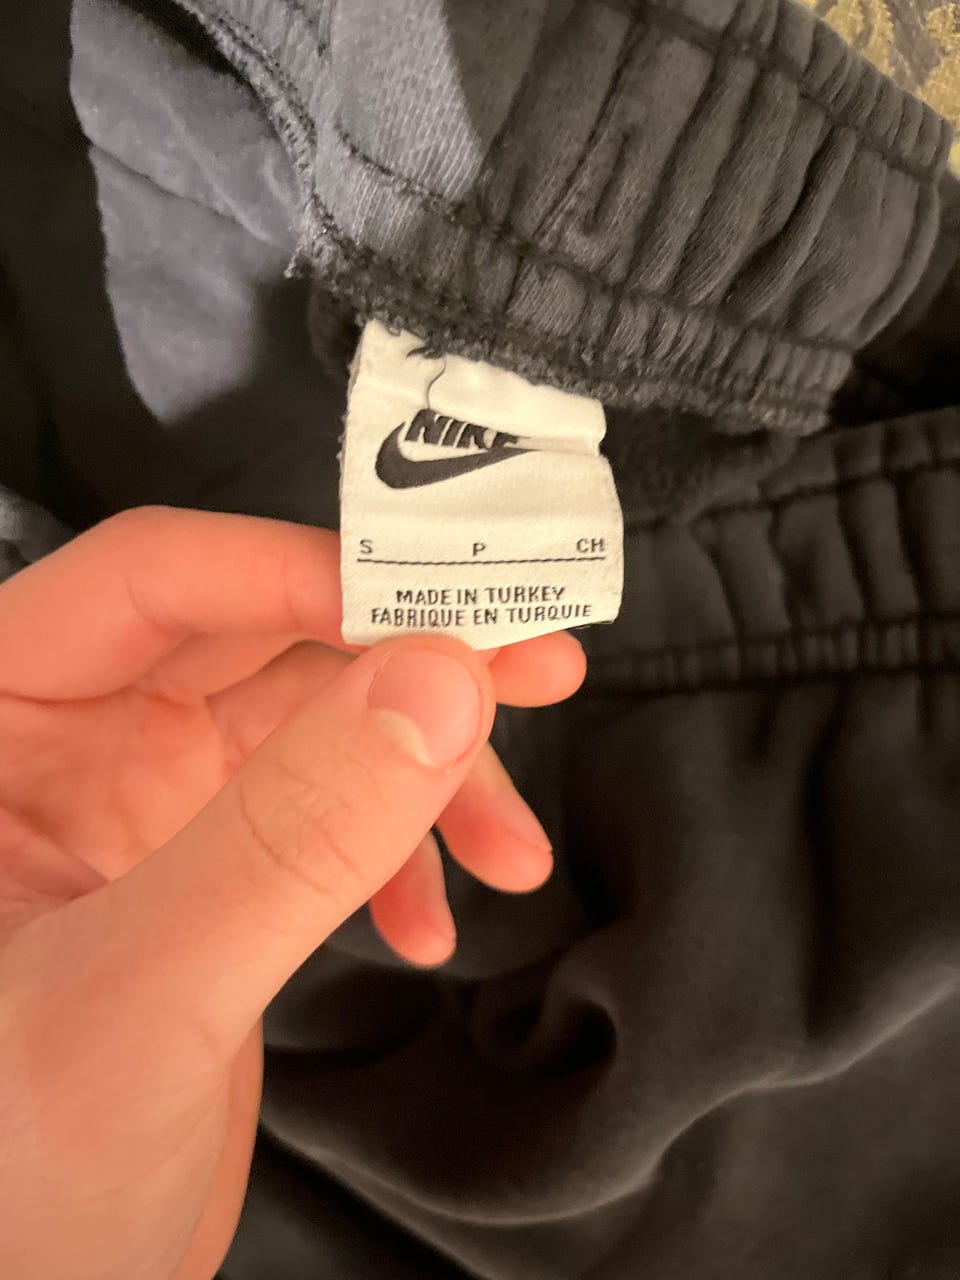 NIKE
S P CH
MADE IN TURKEY
FABRIQUE EN TURQUIE